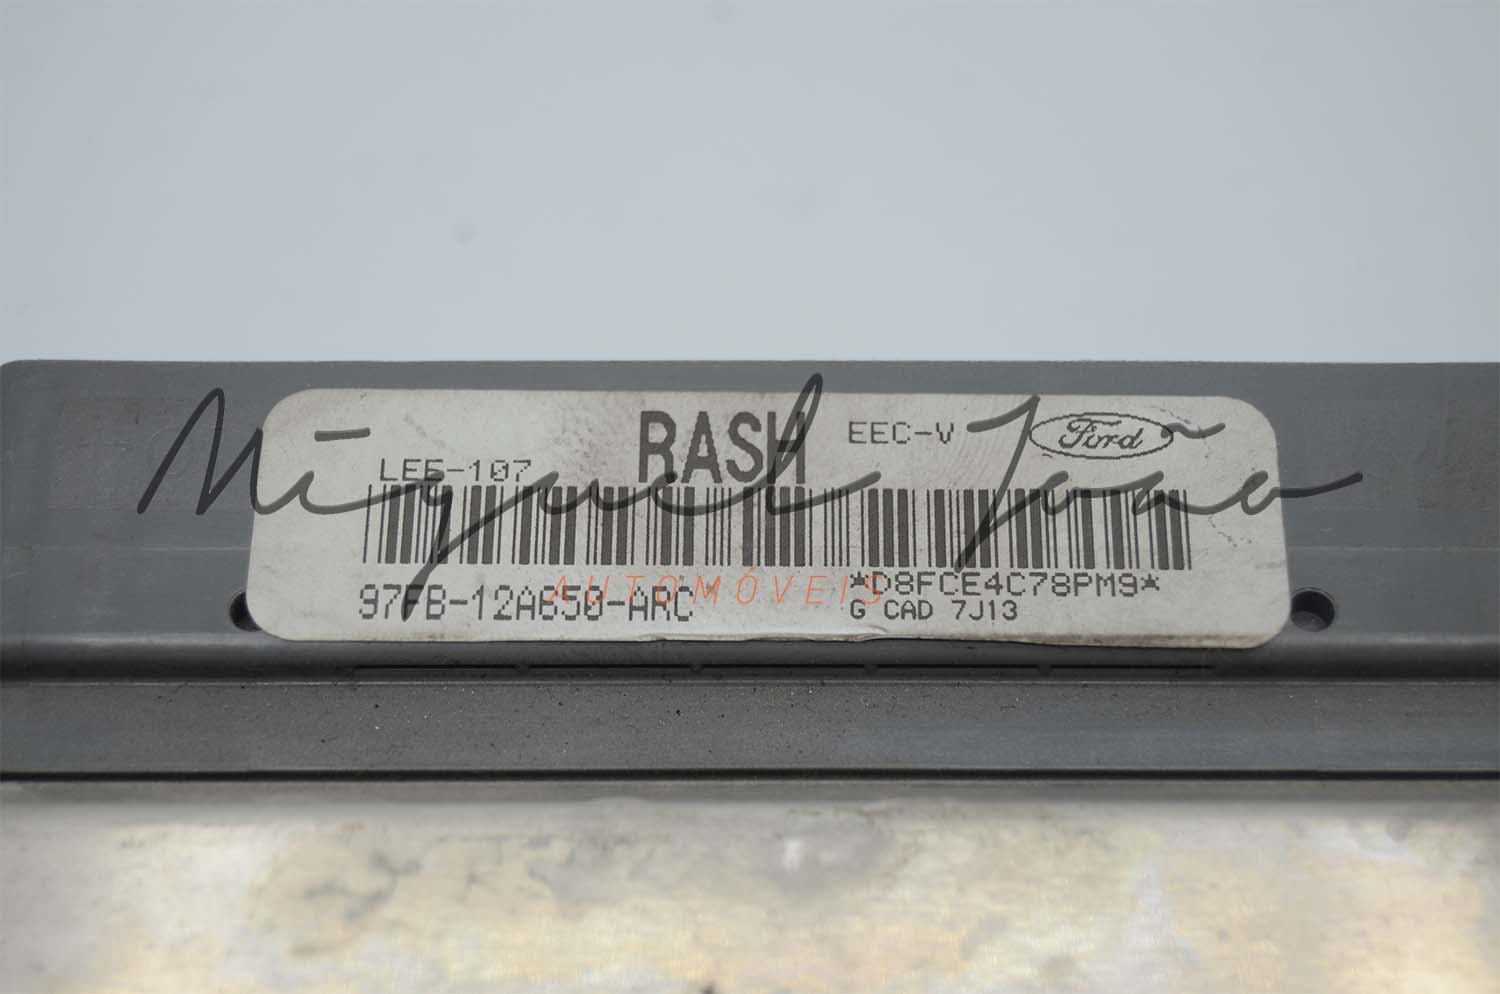 RASH EEC-V Ford
LEE-107
Miguel João
AUTOMÓVEIS
*D8FCE4C78PM9*
97FB-12A650-ARC
G CAD 7J13